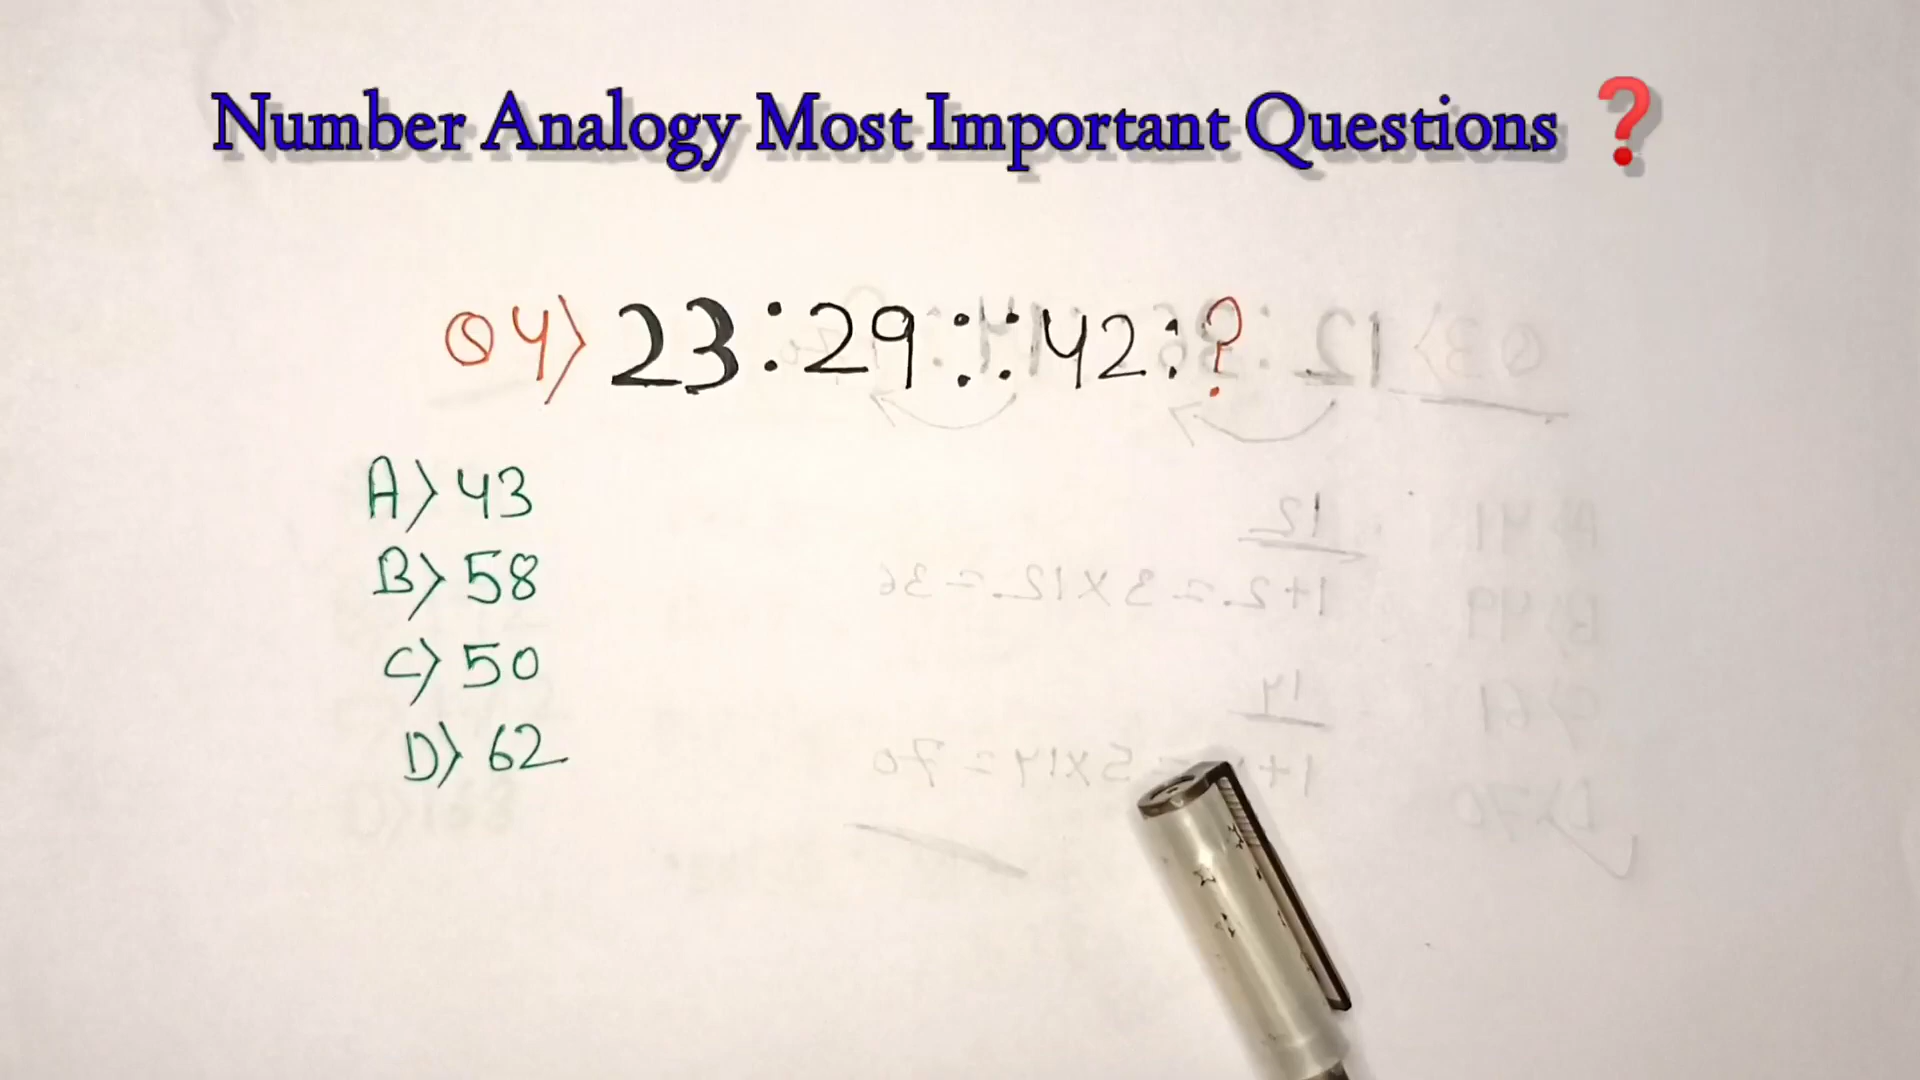 Number Analogy Most Important Questions ❓
Q4) 23:29::42:?
A) 43
B) 58
C) 50
D) 62